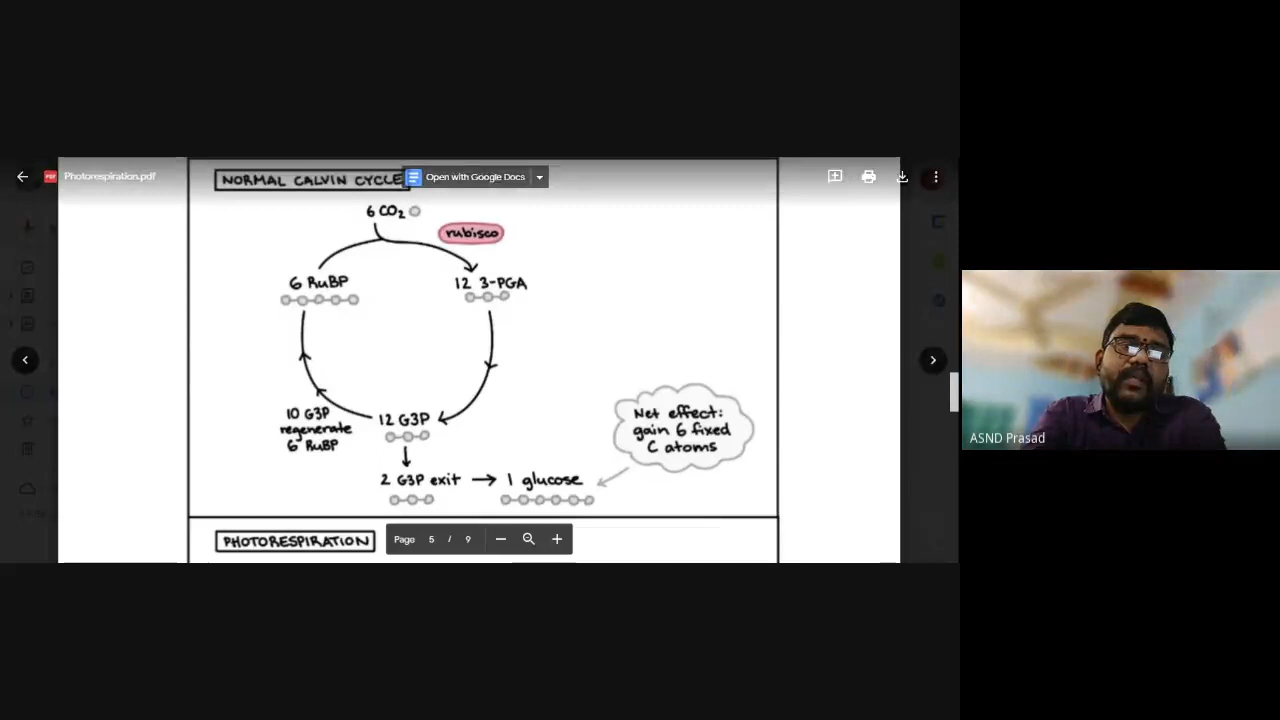 PDF Photorespiration.pdf
Open with Google Docs
NORMAL CALVIN CYCLE
6 CO2
rubisco
6 RuBP
12 3-PGA
10 G3P
regenerate
6 RuBP
12 G3P
2 G3P exit → 1 glucose
Net effect:
gain 6 fixed
C atoms
PHOTORESPIRATION
Page 5 / 9
ASND Prasad